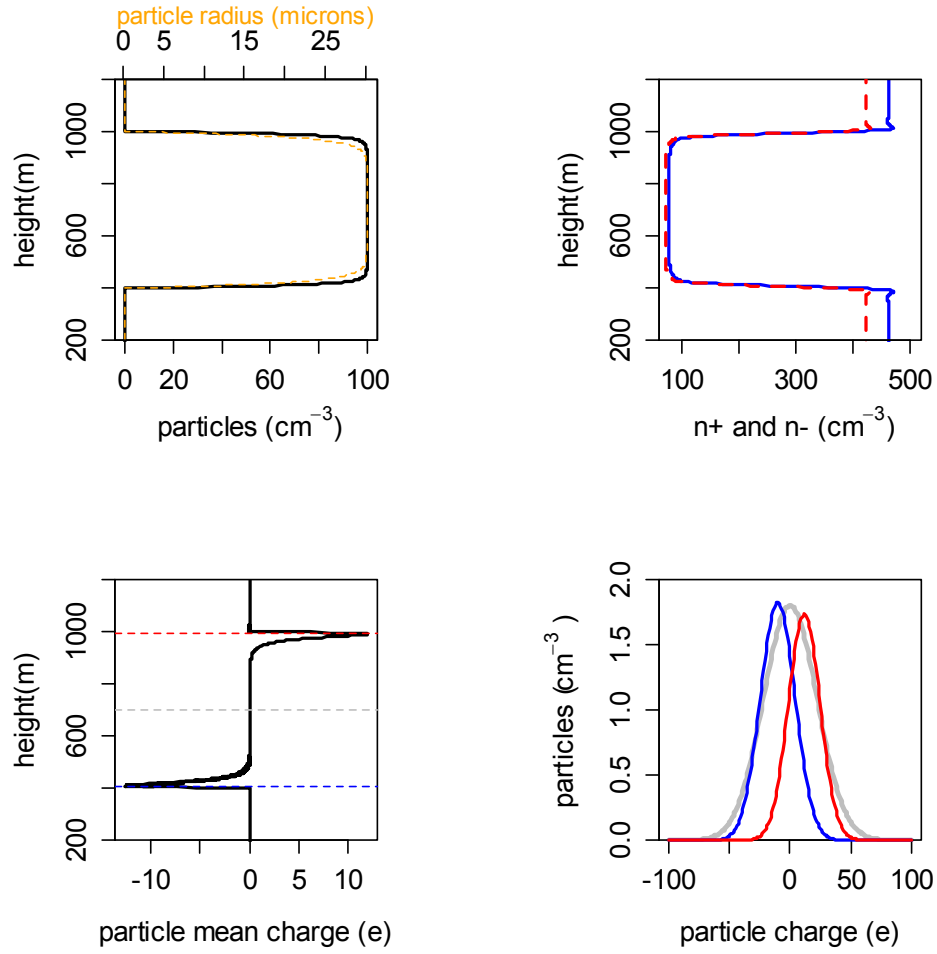 particle radius (microns)
0 5 15 25
height(m)
200 600 1000
0 20 60 100
particles (cm⁻³)
height(m)
200 600 1000
100 300 500
n+ and n- (cm⁻³)
height(m)
200 600 1000
-10 0 5 10
particle mean charge (e)
particles (cm⁻³)
0.0 0.5 1.0 1.5 2.0
-100 0 50 100
particle charge (e)